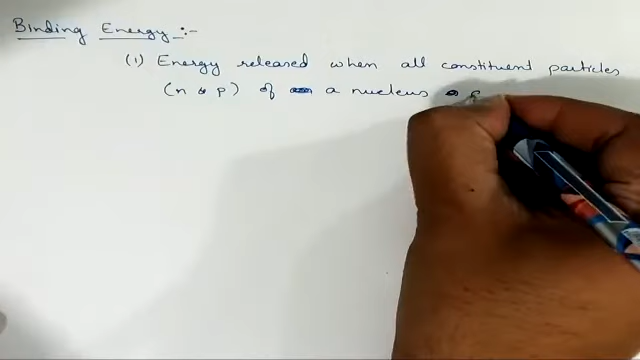 Binding Energy :-
(1) Energy released when all constituent particles
(n & p) of a nucleus